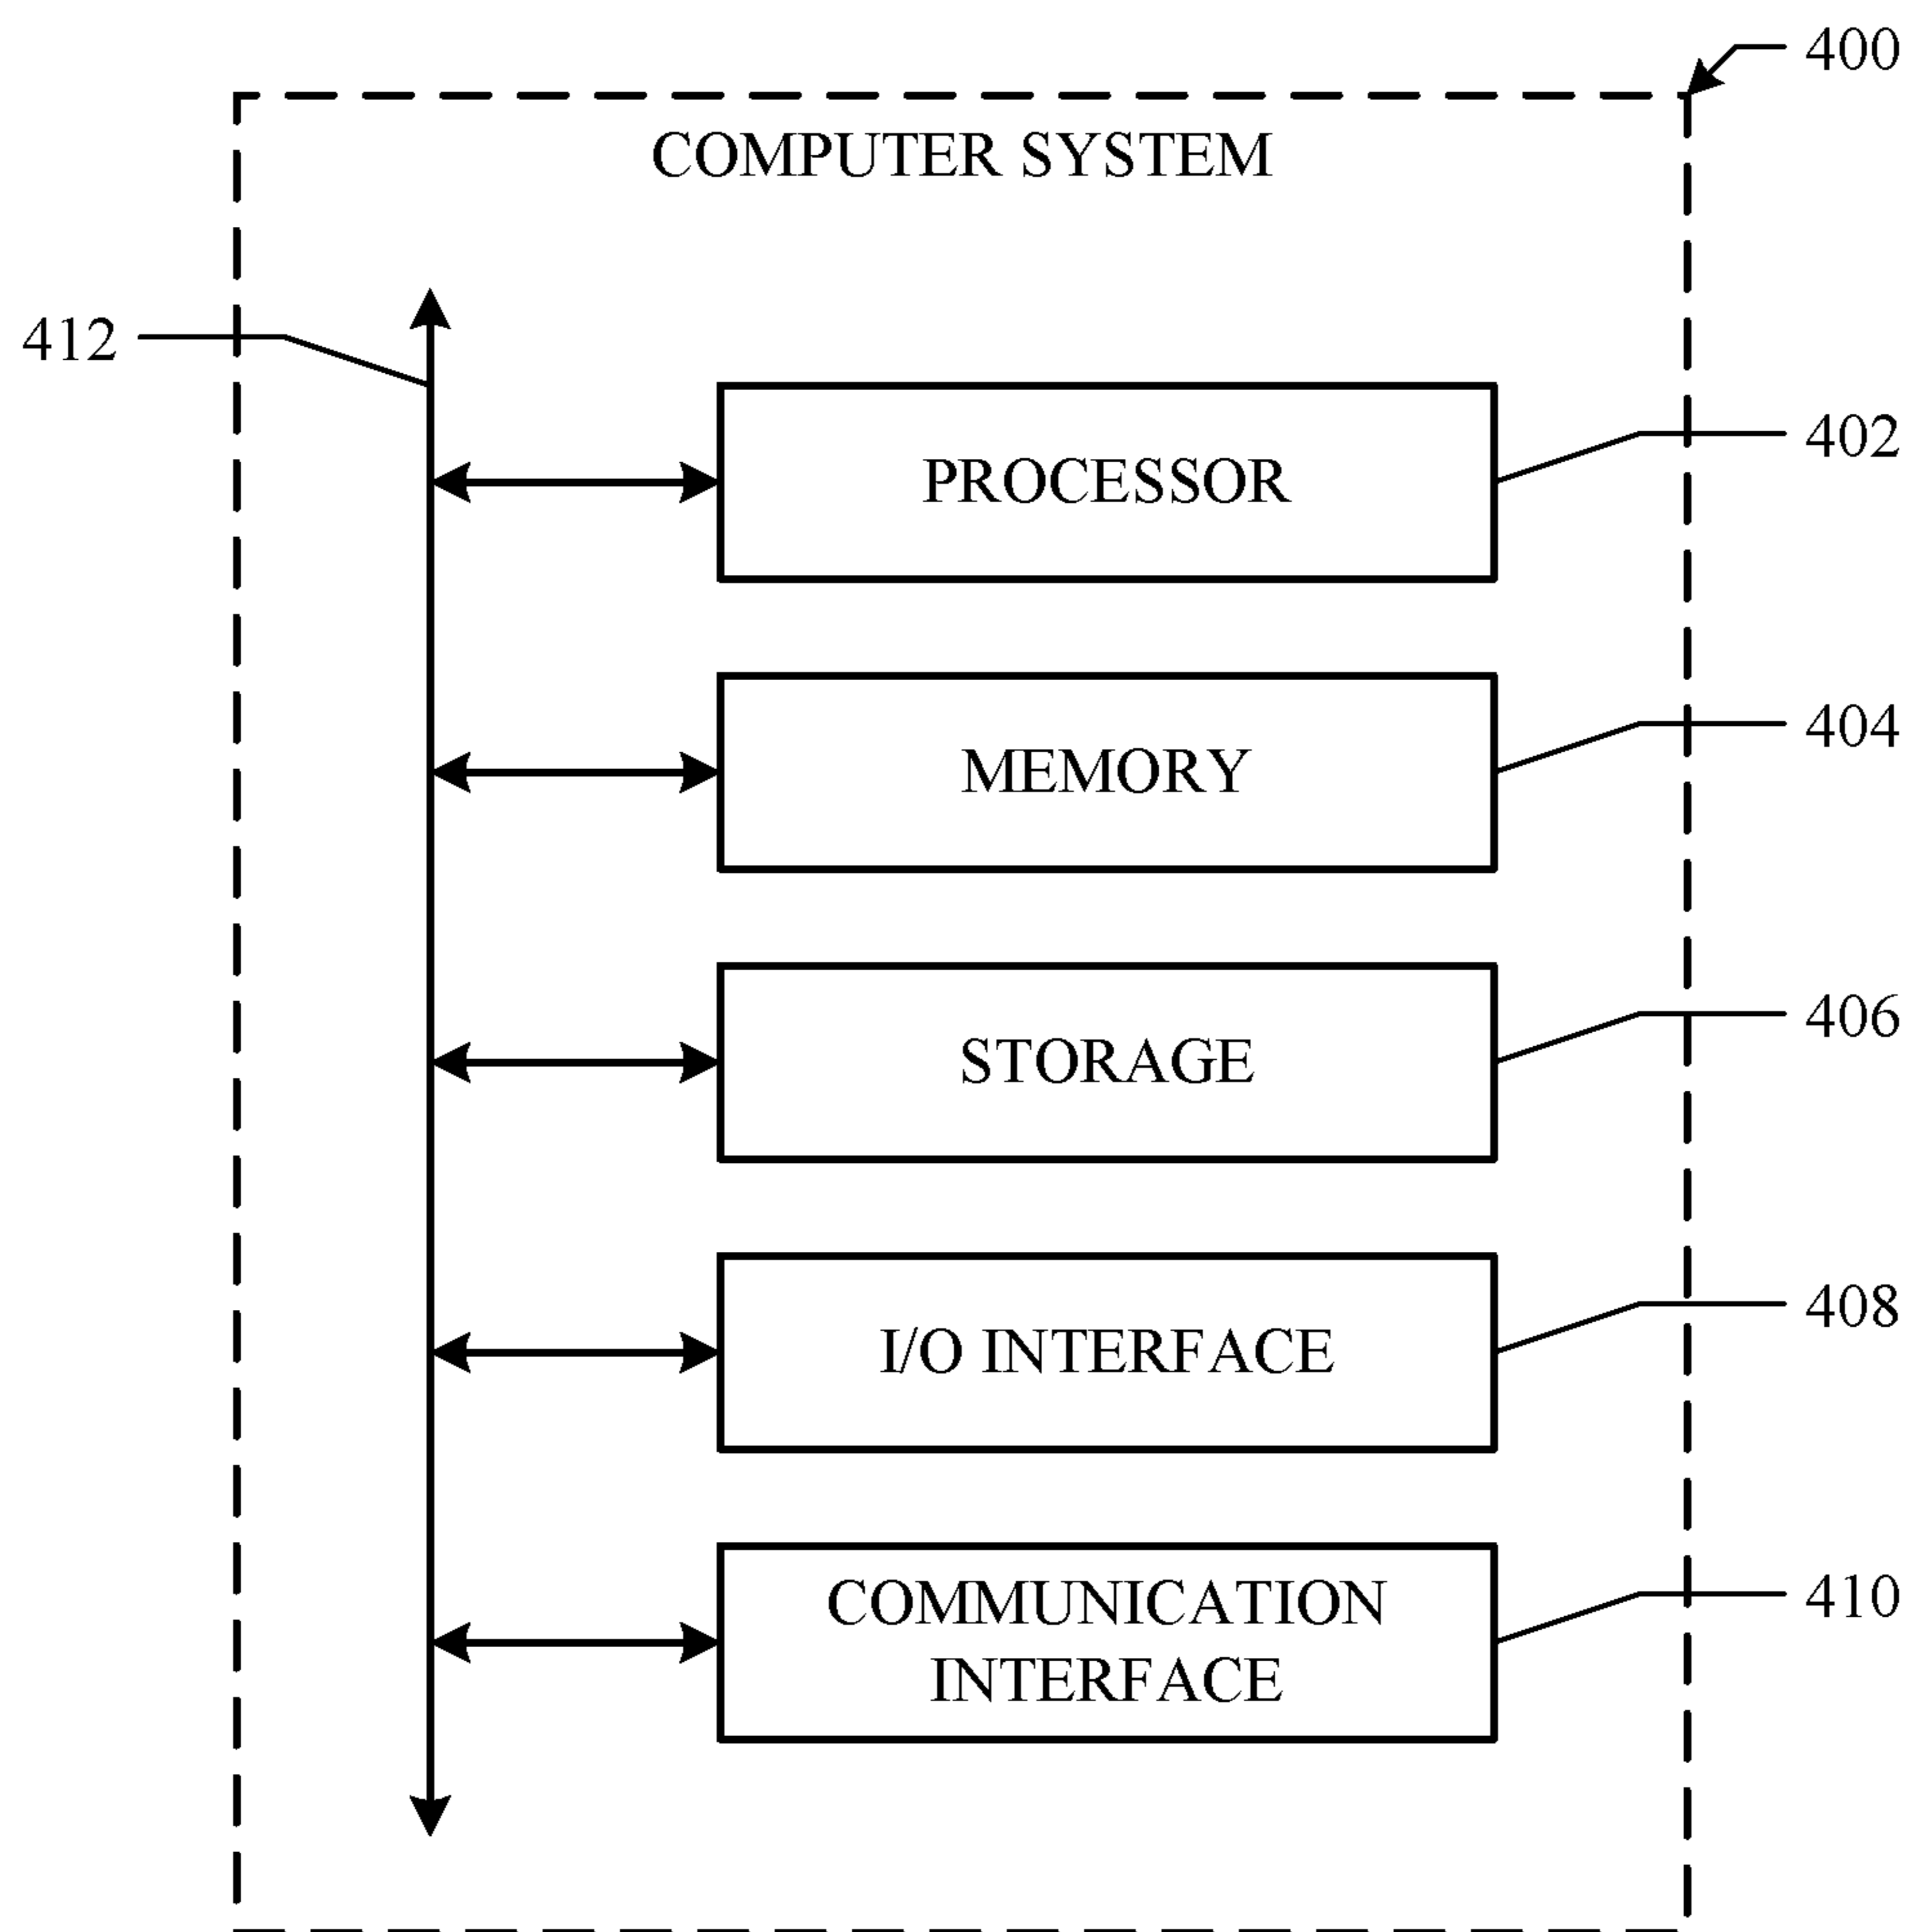 400
COMPUTER SYSTEM
412
402
PROCESSOR
404
MEMORY
406
STORAGE
408
I/O INTERFACE
410
COMMUNICATION
INTERFACE